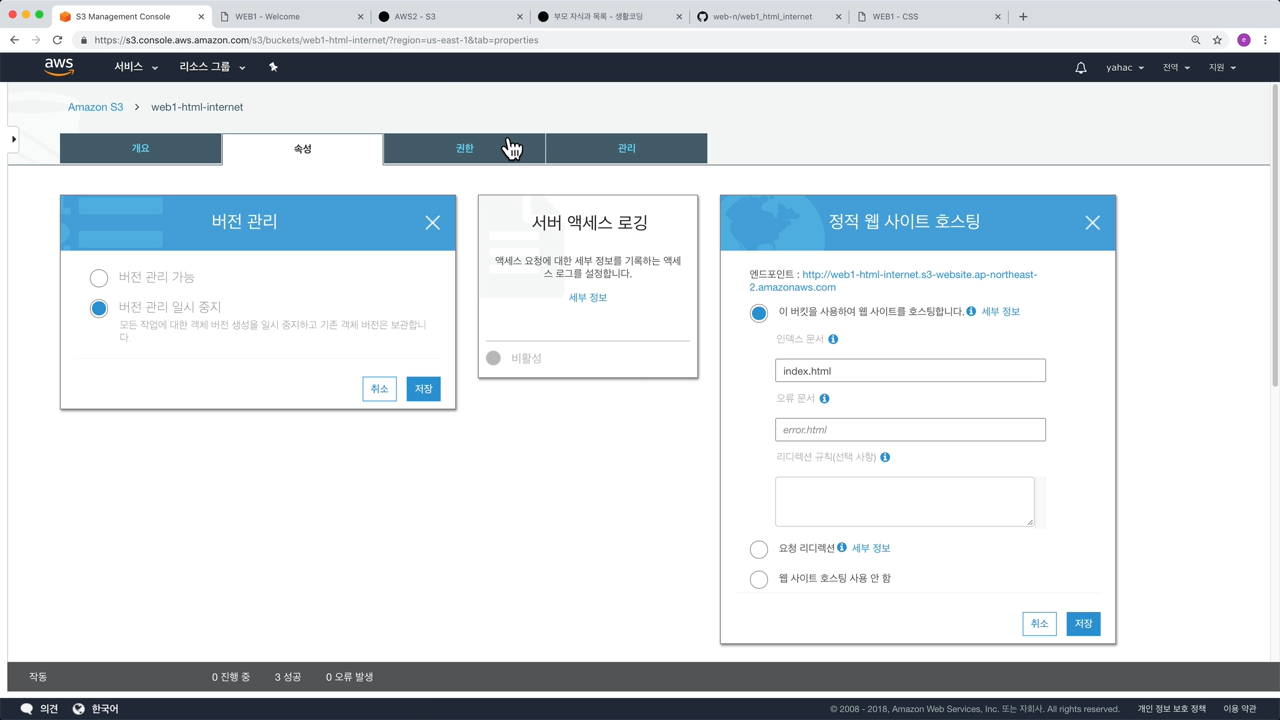 S3 Management Console
WEB1 - Welcome
AWS2 - S3
부모 자식과 목록 - 생활코딩
web-n/web1_html_internet
WEB1 - CSS
https://s3.console.aws.amazon.com/s3/buckets/web1-html-internet/?region=us-east-1&tab=properties
e
aws
서비스
리소스 그룹
yahac
전역
지원
Amazon S3
web1-html-internet
개요
속성
권한
관리
버전 관리
버전 관리 가능
버전 관리 일시 중지
모든 작업에 대한 객체 버전 생성을 일시 중지하고 기존 객체 버전은 보관합니
다.
취소
저장
서버 액세스 로깅
액세스 요청에 대한 세부 정보를 기록하는 액세
스 로그를 설정합니다.
세부 정보
비활성
정적 웹 사이트 호스팅
엔드포인트 : http://web1-html-internet.s3-website.ap-northeast-
2.amazonaws.com
이 버킷을 사용하여 웹 사이트를 호스팅합니다. 세부 정보
인덱스 문서
index.html
오류 문서
error.html
리디렉션 규칙(선택 사항)
요청 리디렉션 세부 정보
웹 사이트 호스팅 사용 안 함
취소
저장
작동
0 진행 중
3 성공
0 오류 발생
의견
한국어
© 2008 - 2018, Amazon Web Services, Inc. 또는 자회사. All rights reserved.
개인 정보 보호 정책
이용 약관